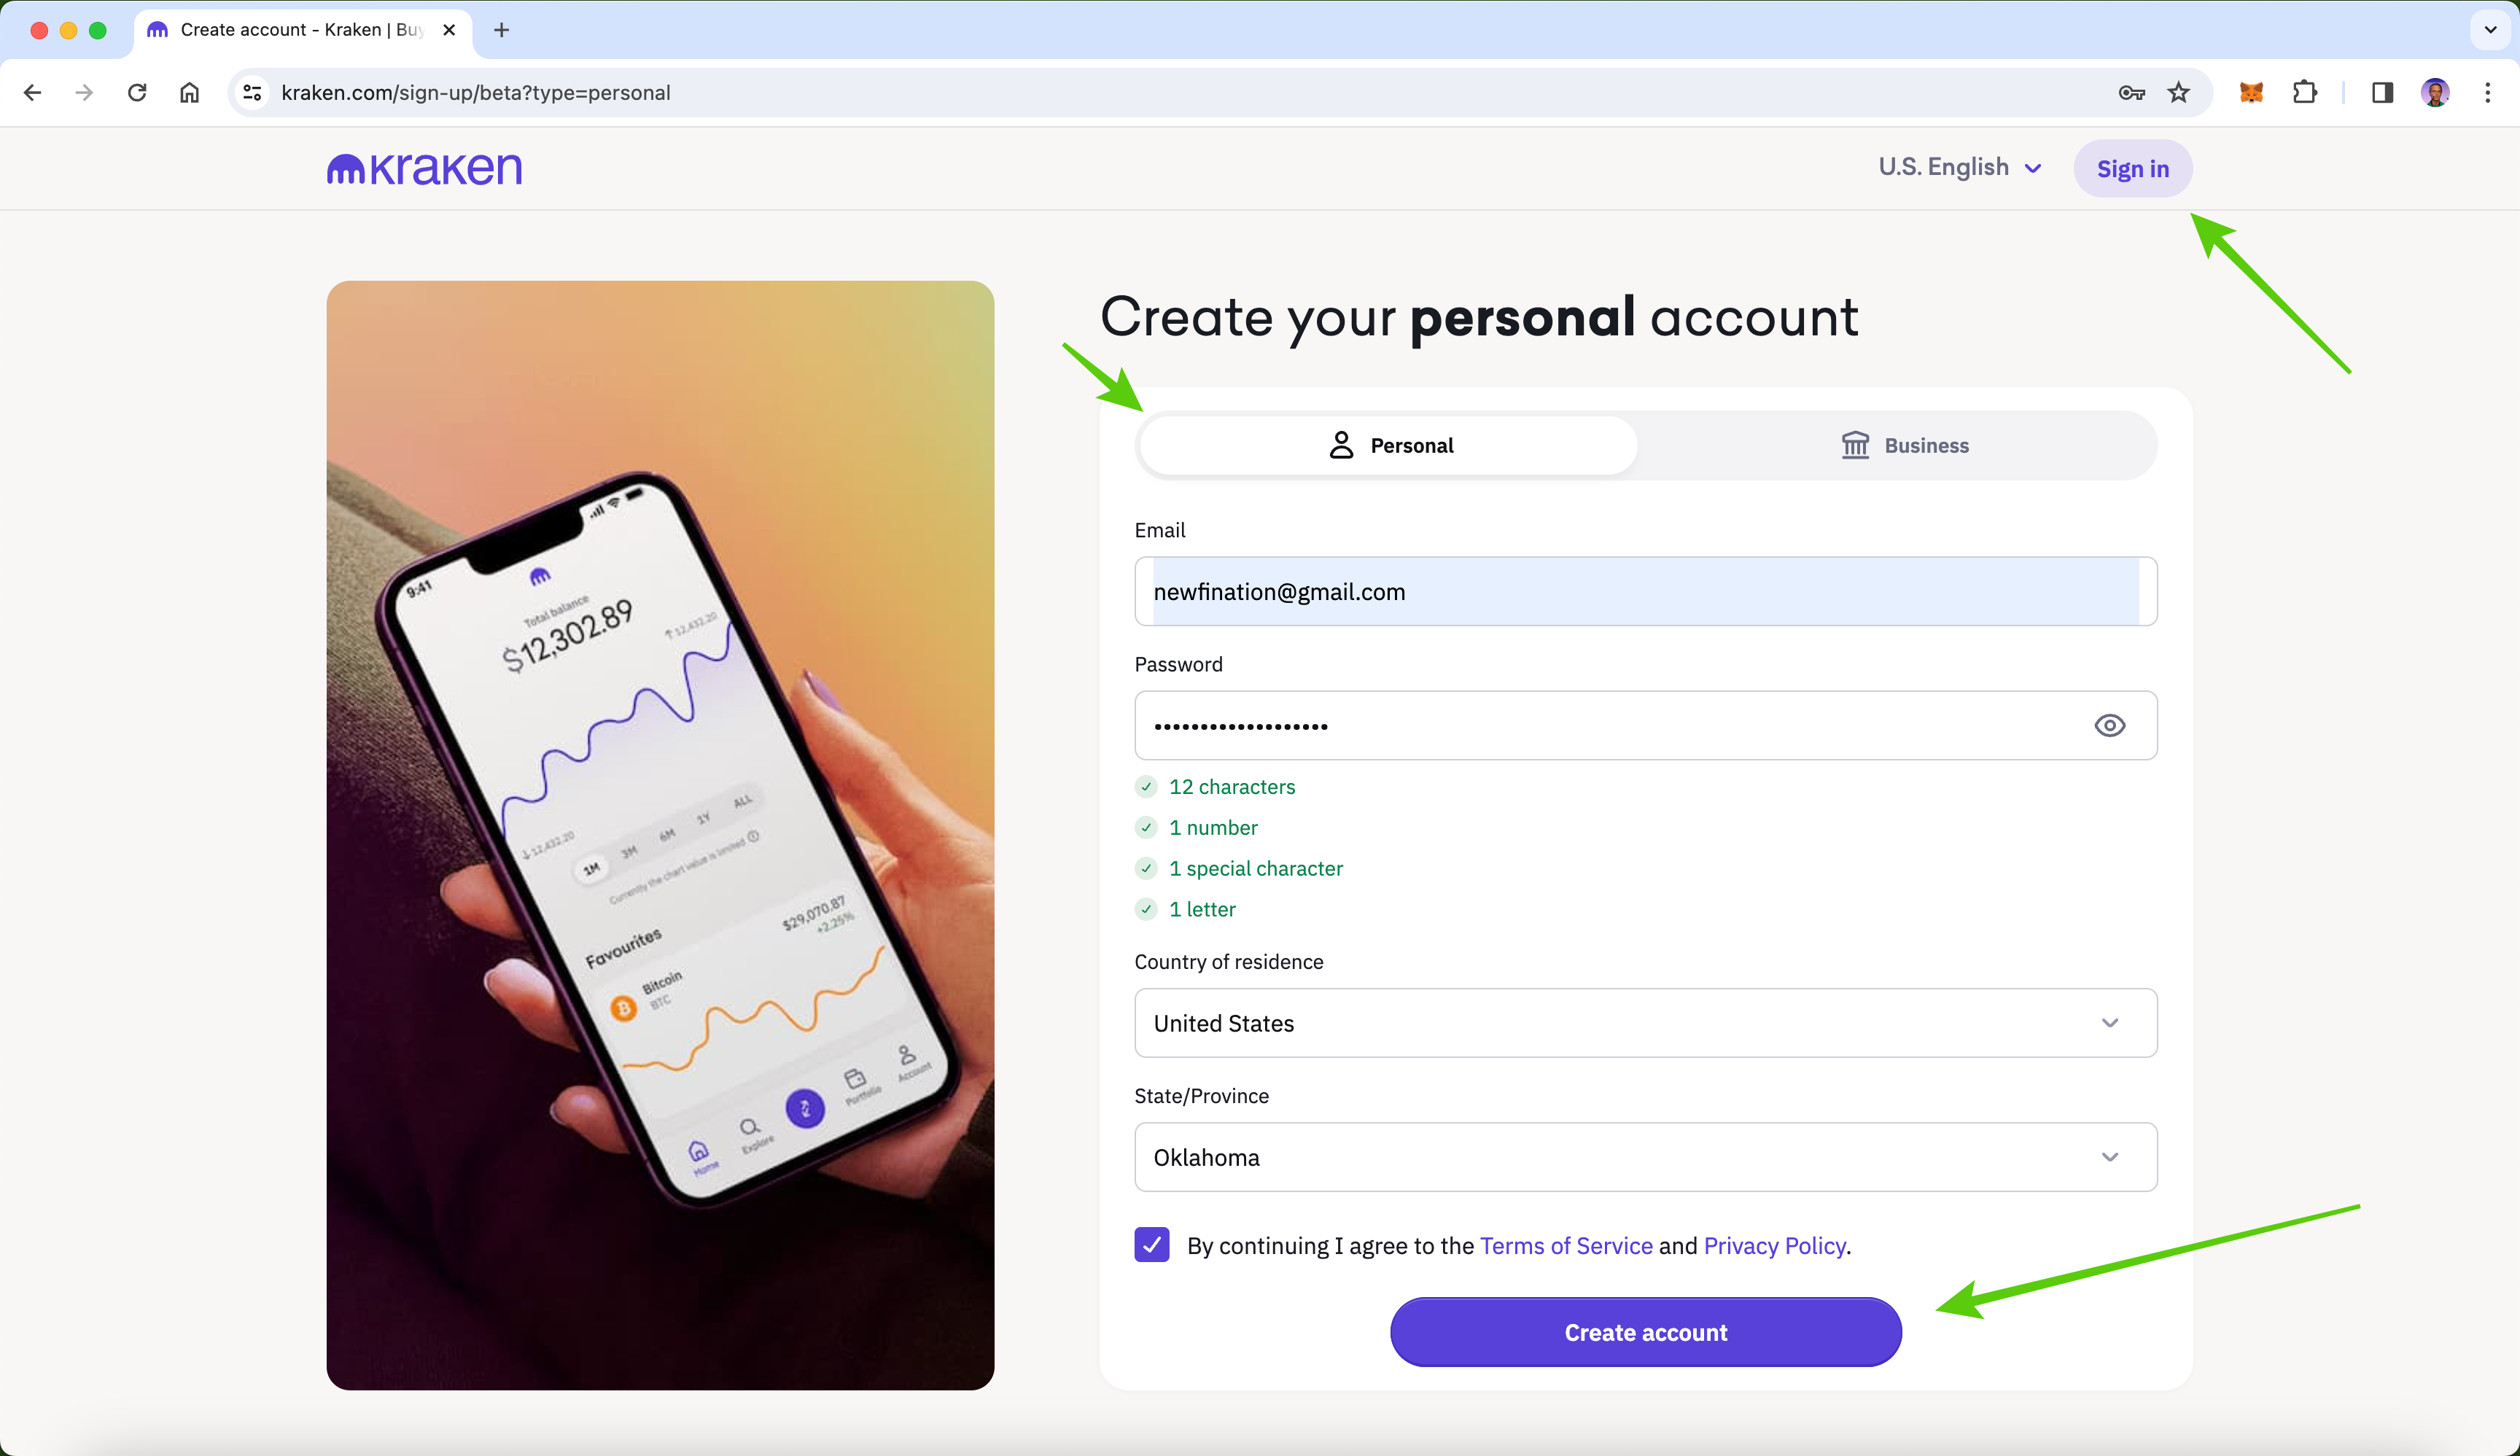 Create account - Kraken | Buy
kraken.com/sign-up/beta?type=personal
kraken
U.S. English
Sign in
Create your personal account
Personal
Business
Email
newfination@gmail.com
Password
•••••••••••••••••••
12 characters
1 number
1 special character
1 letter
Country of residence
United States
State/Province
Oklahoma
By continuing I agree to the Terms of Service and Privacy Policy.
Create account
9:41
Total balance
$12,302.89
↑ 12,432.20
↓ 12,432.20
1M 3M 6M 1Y ALL
Currently the chart value is limited
Favourites
$29,070.87
+2.25%
Bitcoin
BTC
Home
Explore
Portfolio
Account